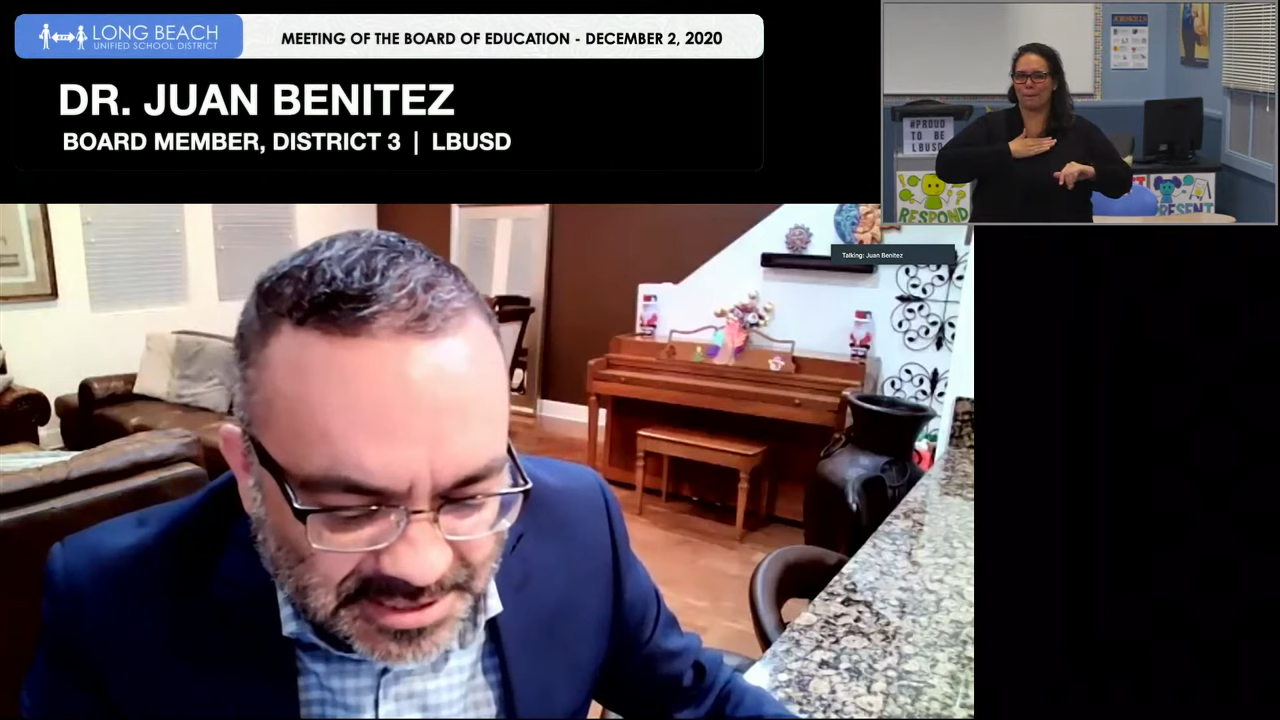 LONG BEACH
UNIFIED SCHOOL DISTRICT
MEETING OF THE BOARD OF EDUCATION - DECEMBER 2, 2020
DR. JUAN BENITEZ
BOARD MEMBER, DISTRICT 3 | LBUSD
#PROUD
TO BE
LBUSD
RESPOND
PRESENT
Talking: Juan Benitez